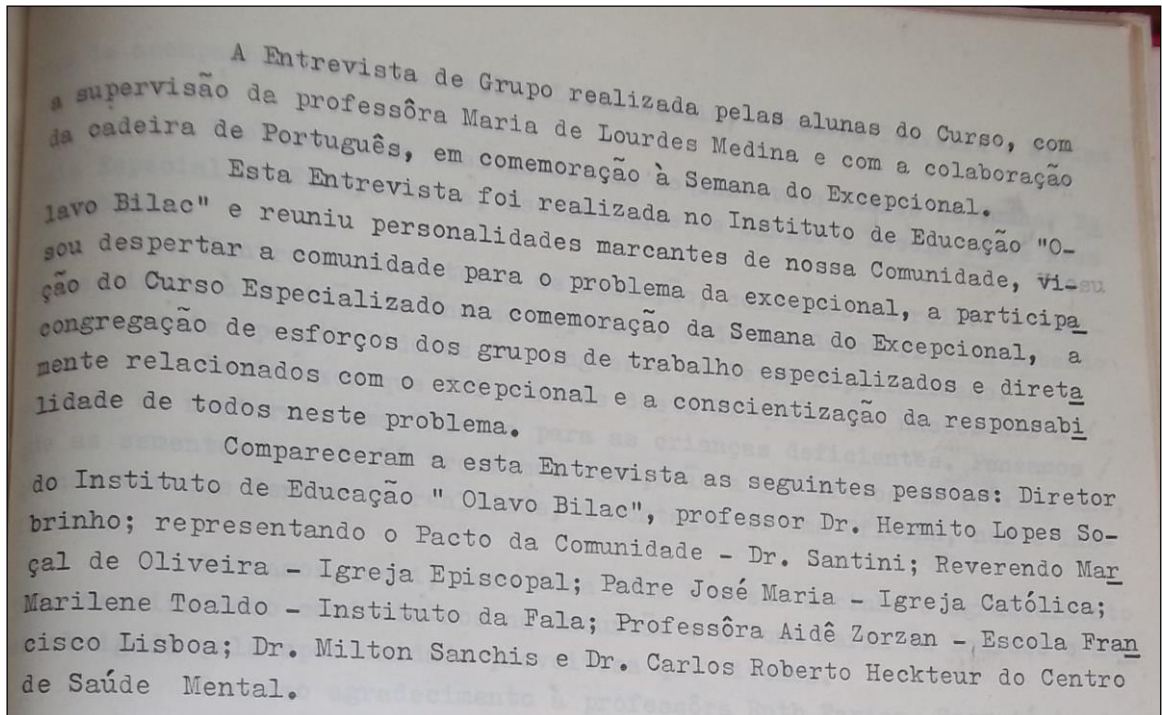 A Entrevista de Grupo realizada pelas alunas do Curso, com
a supervisão da professôra Maria de Lourdes Medina e com a colaboração
da cadeira de Português, em comemoração à Semana do Excepcional.
Esta Entrevista foi realizada no Instituto de Educação "O-
lavo Bilac" e reuniu personalidades marcantes de nossa Comunidade, vi-
sou despertar a comunidade para o problema da excepcional, a participa
ção do Curso Especializado na comemoração da Semana do Excepcional, a
congregação de esforços dos grupos de trabalho especializados e direta
mente relacionados com o excepcional e a conscientização da responsabi
lidade de todos neste problema.
Compareceram a esta Entrevista as seguintes pessoas: Diretor
do Instituto de Educação " Olavo Bilac", professor Dr. Hermito Lopes So-
brinho; representando o Pacto da Comunidade - Dr. Santini; Reverendo Mar
çal de Oliveira - Igreja Episcopal; Padre José Maria - Igreja Católica;
Marilene Toaldo - Instituto da Fala; Professôra Aidê Zorzan - Escola Fran
cisco Lisboa; Dr. Milton Sanchis e Dr. Carlos Roberto Heckteur do Centro
de Saúde Mental.